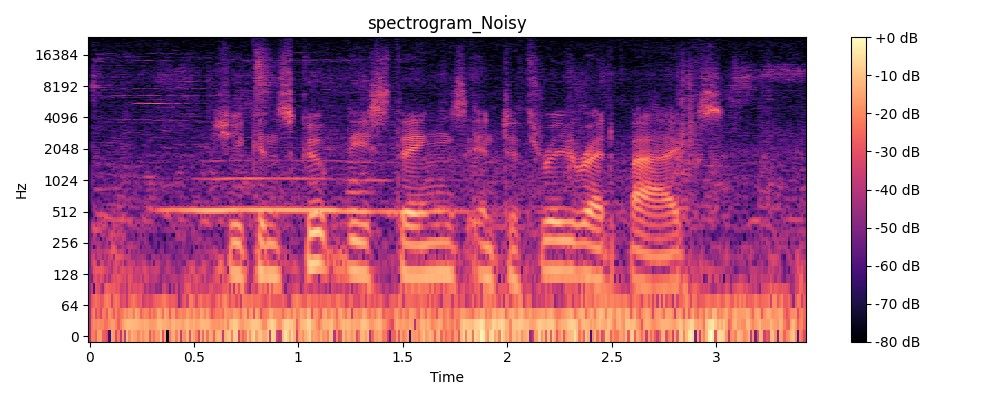 spectrogram_Noisy
16384
8192
4096
2048
1024
512
256
128
64
0
Hz
0 0.5 1 1.5 2 2.5 3
Time
+0 dB
-10 dB
-20 dB
-30 dB
-40 dB
-50 dB
-60 dB
-70 dB
-80 dB